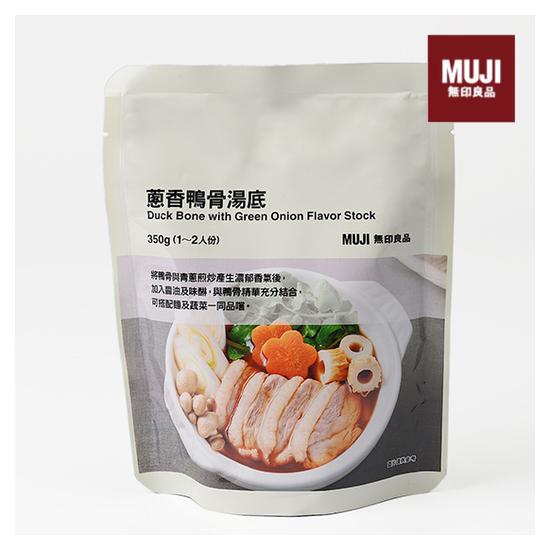 MUJI
無印良品
蔥香鴨骨湯底
Duck Bone with Green Onion Flavor Stock
350g (1～2人份)
MUJI 無印良品
將鴨骨與青蔥煎炒產生濃郁香氣後，
加入醬油及味醂，與鴨骨精華充分結合，
可搭配麵及蔬菜一同品嚐。